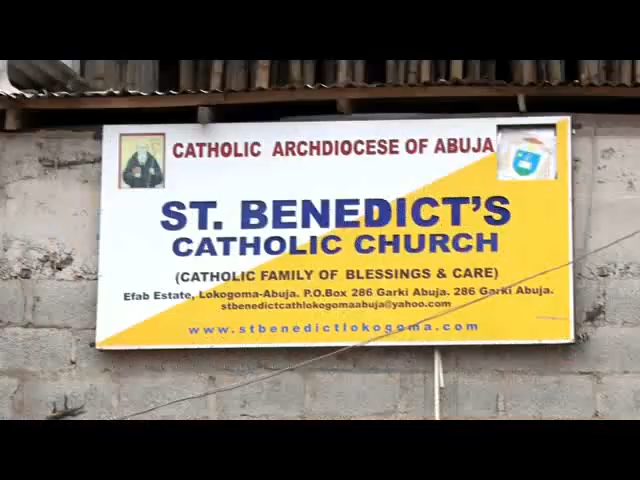 CATHOLIC ARCHDIOCESE OF ABUJA
ST. BENEDICT'S
CATHOLIC CHURCH
(CATHOLIC FAMILY OF BLESSINGS & CARE)
Efab Estate, Lokogoma-Abuja. P.O.Box 286 Garki Abuja. 286 Garki Abuja.
stbenedictcathlokogomaabuja@yahoo.com
www.stbenedictlokogoma.com